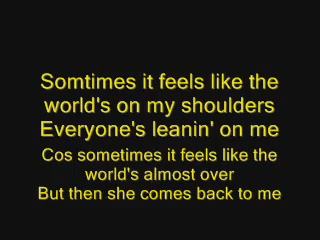 Somtimes it feels like the
world's on my shoulders
Everyone's leanin' on me
Cos sometimes it feels like the
world's almost over
But then she comes back to me